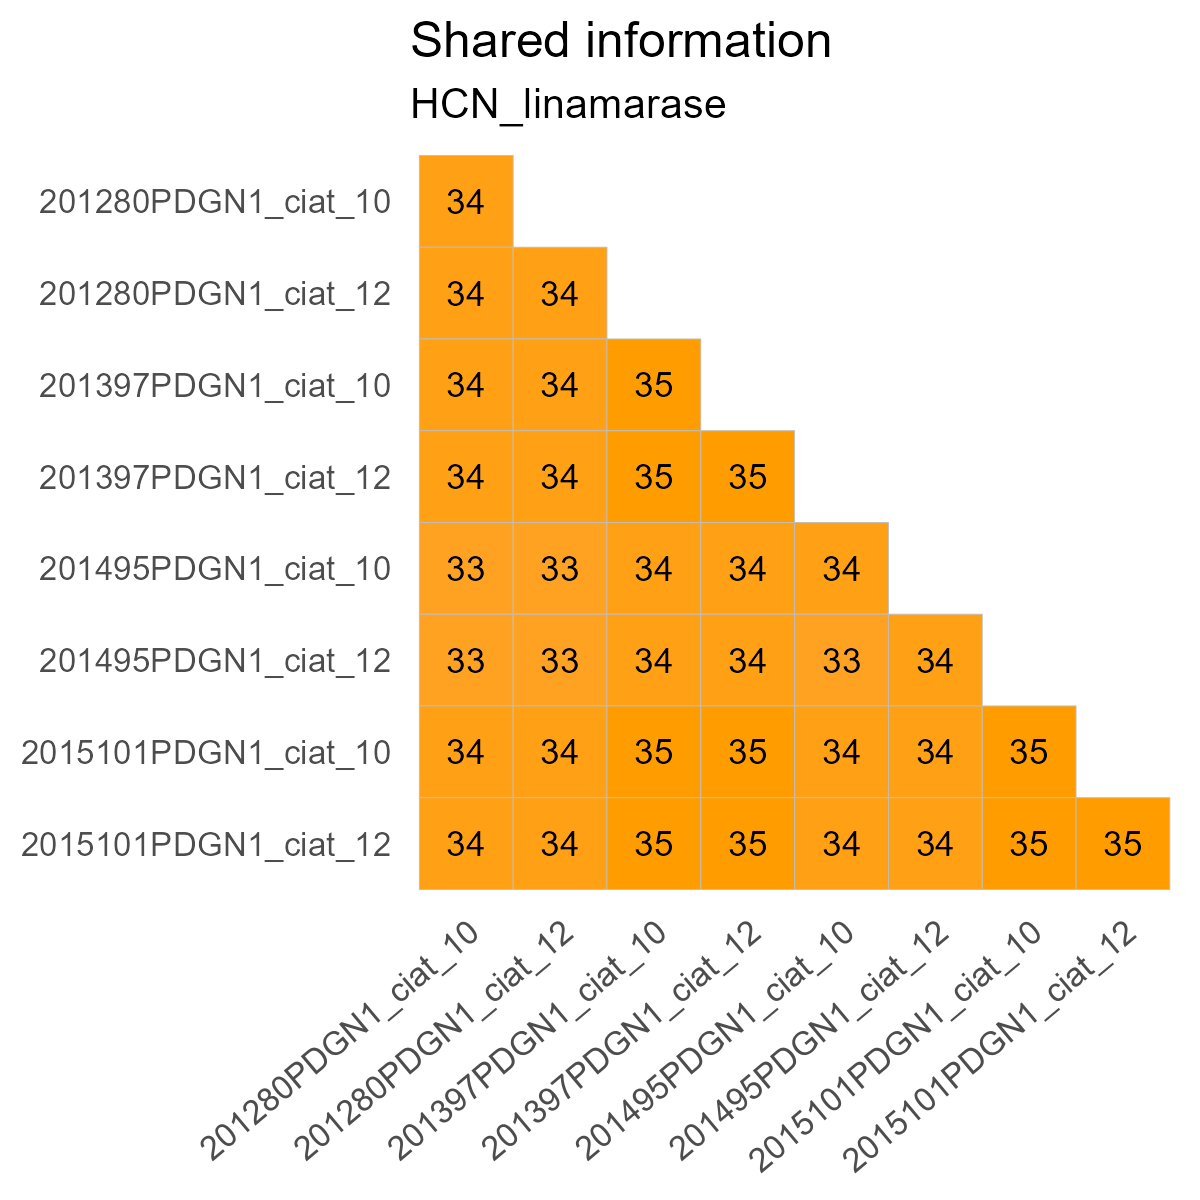 Shared information
HCN_linamarase
201280PDGN1_ciat_10 34
201280PDGN1_ciat_12 34 34
201397PDGN1_ciat_10 34 34 35
201397PDGN1_ciat_12 34 34 35 35
201495PDGN1_ciat_10 33 33 34 34 34
201495PDGN1_ciat_12 33 33 34 34 33 34
2015101PDGN1_ciat_10 34 34 35 35 34 34 35
2015101PDGN1_ciat_12 34 34 35 35 34 34 35 35
201280PDGN1_ciat_10
201280PDGN1_ciat_12
201397PDGN1_ciat_10
201397PDGN1_ciat_12
201495PDGN1_ciat_10
201495PDGN1_ciat_12
2015101PDGN1_ciat_10
2015101PDGN1_ciat_12